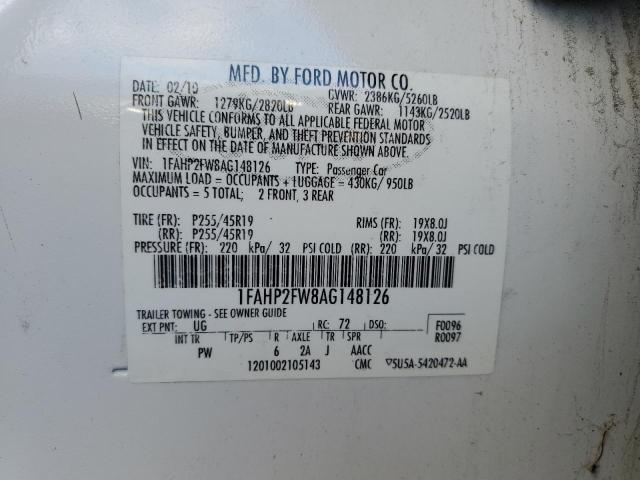 MFD. BY FORD MOTOR CO.
DATE: 02/10 GVWR: 2386KG/5260LB
FRONT GAWR: 1279KG/2820LB REAR GAWR: 1143KG/2520LB
THIS VEHICLE CONFORMS TO ALL APPLICABLE FEDERAL MOTOR
VEHICLE SAFETY, BUMPER, AND THEFT PREVENTION STANDARDS
IN EFFECT ON THE DATE OF MANUFACTURE SHOWN ABOVE.
VIN: 1FAHP2FW8AG148126 TYPE: Passenger Car
MAXIMUM LOAD = OCCUPANTS + LUGGAGE = 430KG/ 950LB
OCCUPANTS = 5 TOTAL; 2 FRONT, 3 REAR
TIRE (FR): P255/45R19 RIMS (FR): 19X8.0J
(RR): P255/45R19 (RR): 19X8.0J
PRESSURE (FR): 220 kPa/ 32 PSI COLD (RR): 220 kPa/ 32 PSI COLD
1FAHP2FW8AG148126
TRAILER TOWING - SEE OWNER GUIDE
EXT PNT: UG RC: 72 DSO: F0096
INT TR TP/PS R AXLE TR SPR R0097
PW 6 2A J AACC
1201002105143 CMC ▽5U5A-5420472-AA